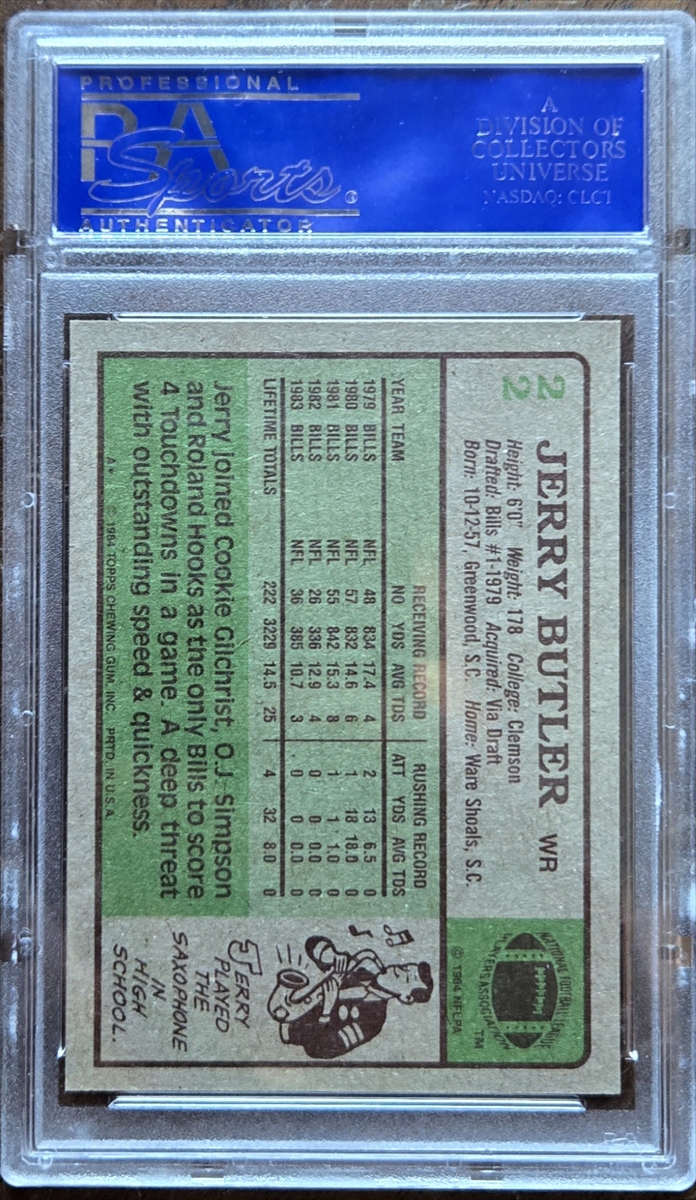 PROFESSIONAL
PSA
Sports®
AUTHENTICATOR
A
DIVISION OF
COLLECTORS
UNIVERSE
NASDAQ: CLCT
22
JERRY BUTLER WR
Height: 6'0" Weight: 178 College: Clemson
Drafted: Bills #1-1979 Acquired: Via Draft
Born: 10-12-57, Greenwood, S.C. Home: Ware Shoals, S.C.
NATIONAL FOOTBALL LEAGUE
PLAYERS ASSOCIATION
TM
© 1984 NFLPA
RECEIVING RECORD RUSHING RECORD
YEAR TEAM NO YDS AVG TDS ATT YDS AVG TDS
1979 BILLS NFL 48 834 17.4 4 2 13 6.5 0
1980 BILLS NFL 57 832 14.6 6 1 18 18.0 0
1981 BILLS NFL 55 842 15.3 8 1 1 1.0 0
1982 BILLS NFL 26 336 12.9 4 0 0 0.0 0
1983 BILLS NFL 36 385 10.7 3 0 0 0.0 0
LIFETIME TOTALS 222 3229 14.5 25 4 32 8.0 0
Jerry joined Cookie Gilchrist, O.J. Simpson
and Roland Hooks as the only Bills to score
4 Touchdowns in a game. A deep threat
with outstanding speed & quickness.
JERRY
PLAYED
THE
SAXOPHONE
IN
HIGH
SCHOOL.
A* © 1984 TOPPS CHEWING GUM, INC. PRTD. IN U.S.A.
PSA